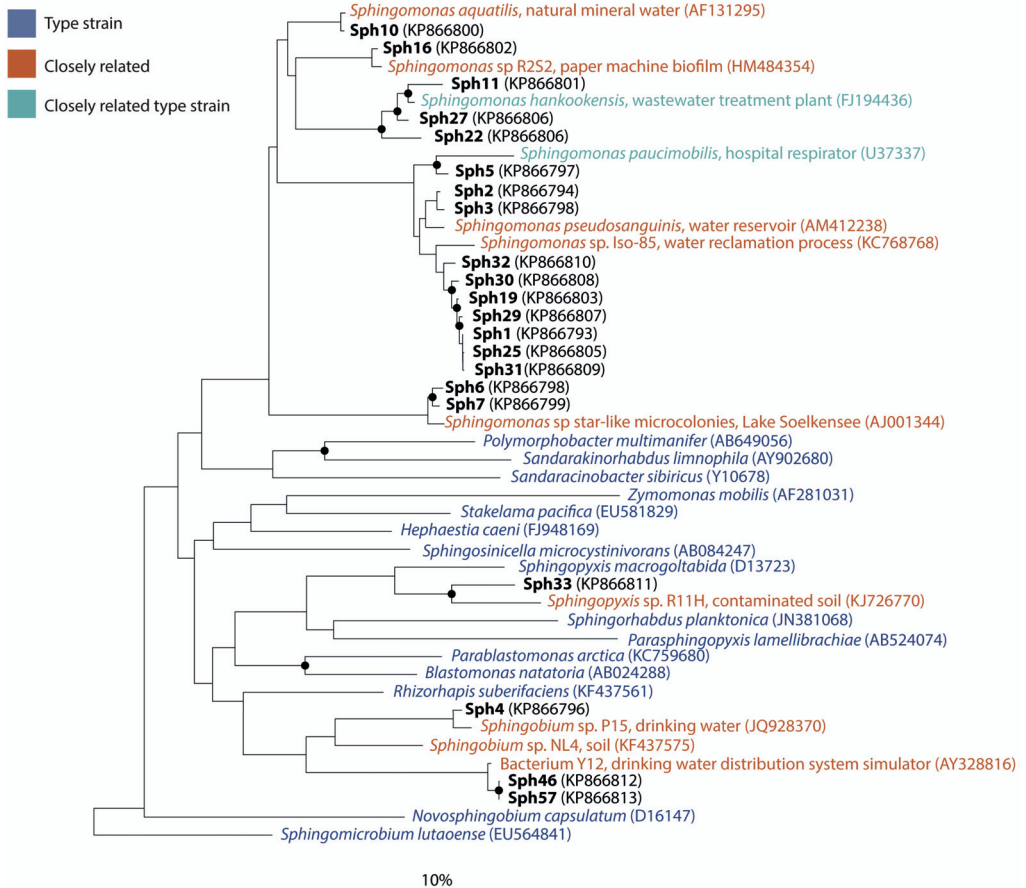 Type strain
Closely related
Closely related type strain
Sphingomonas aquatilis, natural mineral water (AF131295)
Sph10 (KP866800)
Sph16 (KP866802)
Sphingomonas sp R2S2, paper machine biofilm (HM484354)
Sph11 (KP866801)
Sphingomonas hankookensis, wastewater treatment plant (FJ194436)
Sph27 (KP866806)
Sph22 (KP866806)
Sphingomonas paucimobilis, hospital respirator (U37337)
Sph5 (KP866797)
Sph2 (KP866794)
Sph3 (KP866798)
Sphingomonas pseudosanguinis, water reservoir (AM412238)
Sphingomonas sp. Iso-85, water reclamation process (KC768768)
Sph32 (KP866810)
Sph30 (KP866808)
Sph19 (KP866803)
Sph29 (KP866807)
Sph1 (KP866793)
Sph25 (KP866805)
Sph31(KP866809)
Sph6 (KP866798)
Sph7 (KP866799)
Sphingomonas sp star-like microcolonies, Lake Soelkensee (AJ001344)
Polymorphobacter multimanifer (AB649056)
Sandarakinorhabdus limnophila (AY902680)
Sandaracinobacter sibiricus (Y10678)
Zymomonas mobilis (AF281031)
Stakelama pacifica (EU581829)
Hephaestia caeni (FJ948169)
Sphingosinicella microcystinivorans (AB084247)
Sphingopyxis macrogoltabida (D13723)
Sph33 (KP866811)
Sphingopyxis sp. R11H, contaminated soil (KJ726770)
Sphingorhabdus planktonica (JN381068)
Parasphingopyxis lamellibrachiae (AB524074)
Parablastomonas arctica (KC759680)
Blastomonas natatoria (AB024288)
Rhizorhapis suberifaciens (KF437561)
Sph4 (KP866796)
Sphingobium sp. P15, drinking water (JQ928370)
Sphingobium sp. NL4, soil (KF437575)
Bacterium Y12, drinking water distribution system simulator (AY328816)
Sph46 (KP866812)
Sph57 (KP866813)
Novosphingobium capsulatum (D16147)
Sphingomicrobium lutaoense (EU564841)
10%